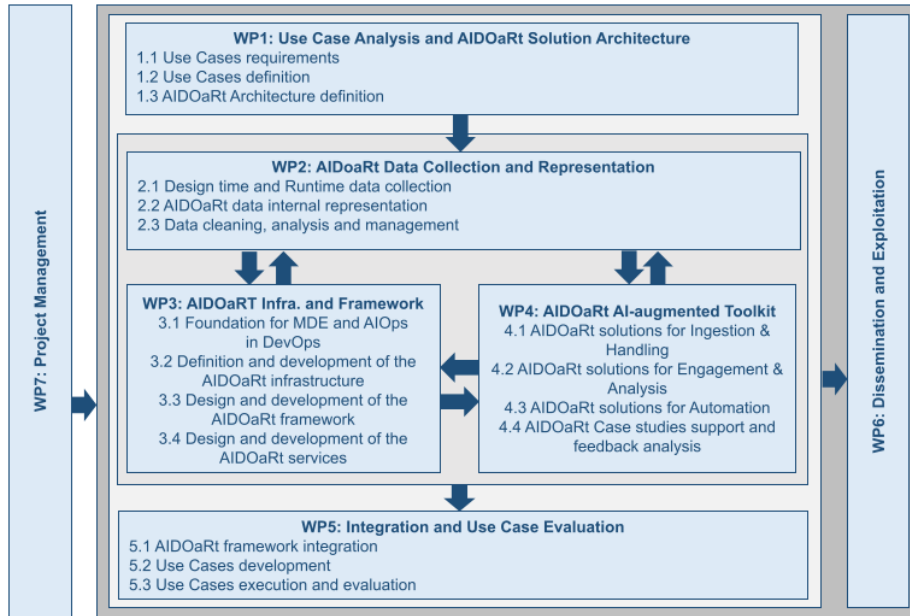 WP7: Project Management
WP1: Use Case Analysis and AIDOaRt Solution Architecture
1.1 Use Cases requirements
1.2 Use Cases definition
1.3 AIDOaRt Architecture definition
WP2: AIDoaRt Data Collection and Representation
2.1 Design time and Runtime data collection
2.2 AIDOaRt data internal representation
2.3 Data cleaning, analysis and management
WP3: AIDOaRT Infra. and Framework
3.1 Foundation for MDE and AIOps
in DevOps
3.2 Definition and development of the
AIDOaRt infrastructure
3.3 Design and development of the
AIDOaRt framework
3.4 Design and development of the
AIDOaRt services
WP4: AIDOaRt AI-augmented Toolkit
4.1 AIDOaRt solutions for Ingestion &
Handling
4.2 AIDOaRt solutions for Engagement &
Analysis
4.3 AIDOaRt solutions for Automation
4.4 AIDOaRt Case studies support and
feedback analysis
WP5: Integration and Use Case Evaluation
5.1 AIDOaRt framework integration
5.2 Use Cases development
5.3 Use Cases execution and evaluation
WP6: Dissemination and Exploitation